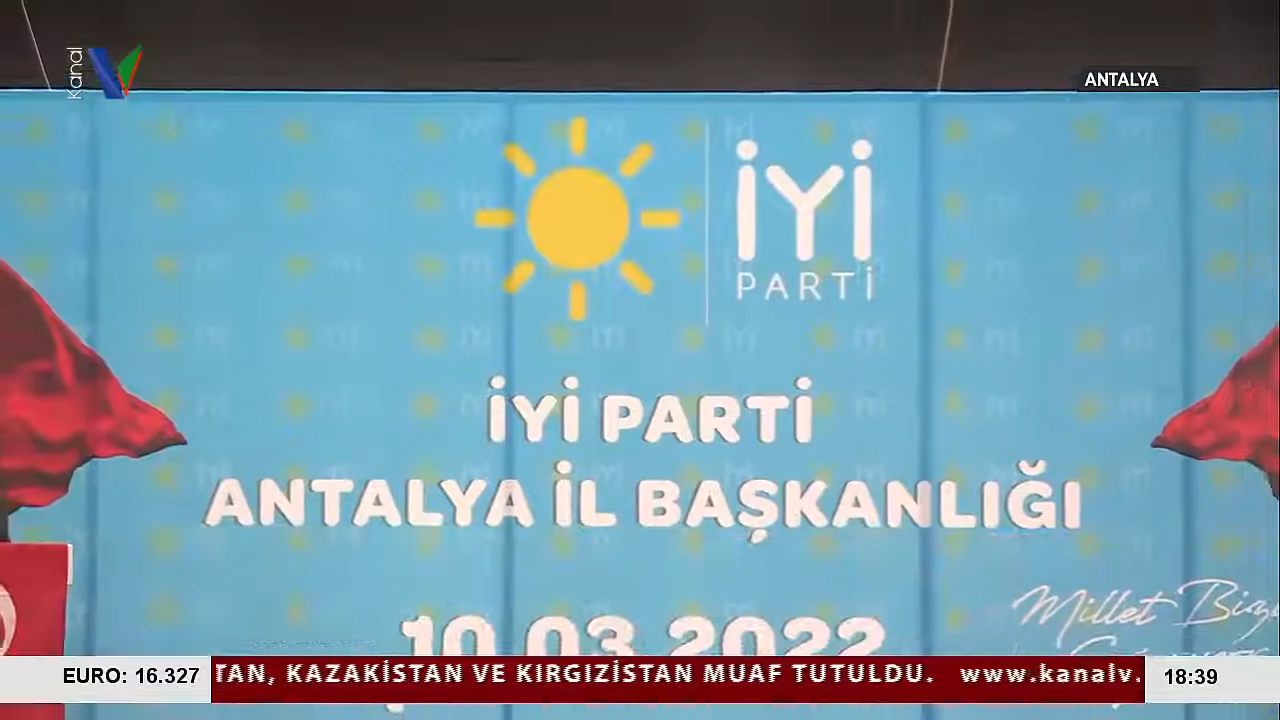 Kanal
ANTALYA
İYİ
PARTİ
İYİ PARTİ
ANTALYA İL BAŞKANLIĞI
10.03.2022
Millet
EURO: 16.327
TAN, KAZAKİSTAN VE KIRGIZİSTAN MUAF TUTULDU. www.kanalv.
18:39